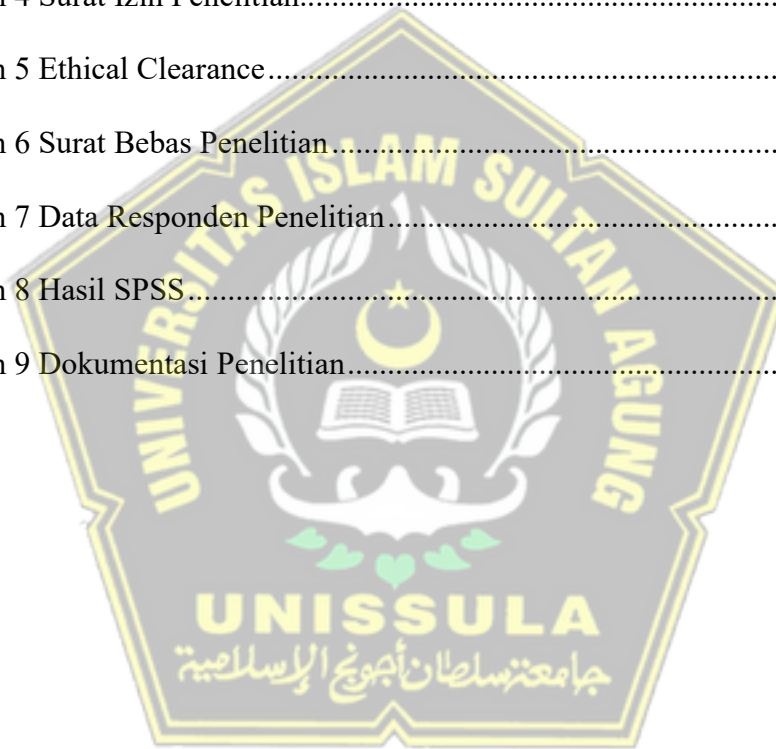 n 4 Surat Izin Penelitian
n 5 Ethical Clearance
n 6 Surat Bebas Penelitian
n 7 Data Responden Penelitian
n 8 Hasil SPSS
n 9 Dokumentasi Penelitian
UNIVERSITAS ISLAM SULTAN AGUNG
UNISSULA
جامعة سلطان أجونج الإسلامية